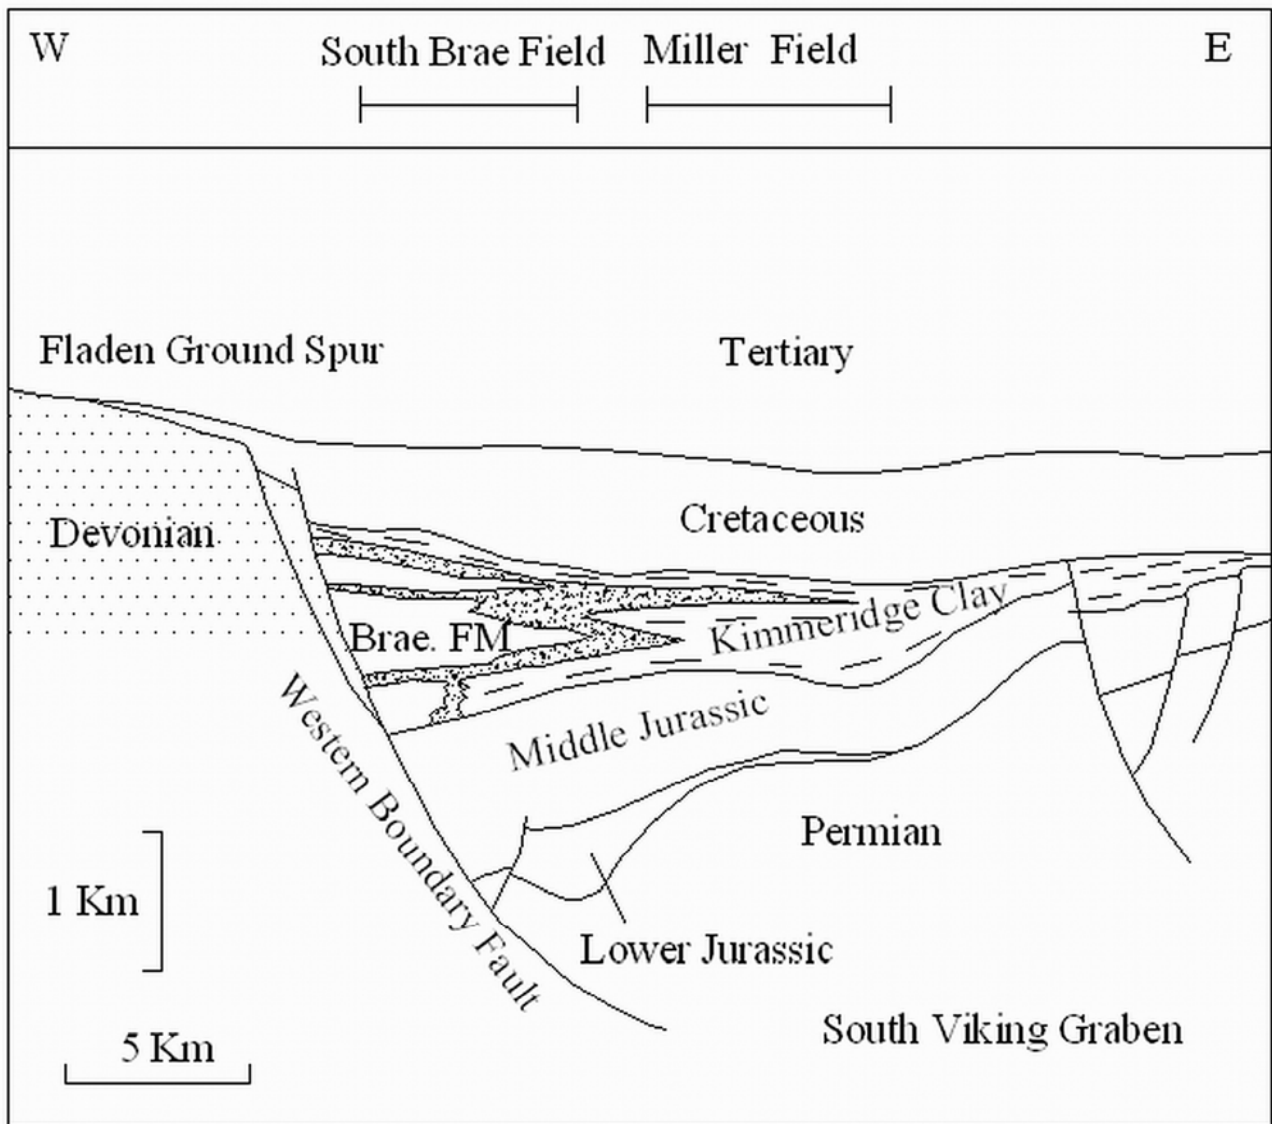 W
South Brae Field
Miller Field
E
Fladen Ground Spur
Tertiary
Devonian
Cretaceous
Kimmeridge Clay
Brae. FM
Middle Jurassic
Western Boundary Fault
Permian
1 Km
Lower Jurassic
South Viking Graben
5 Km